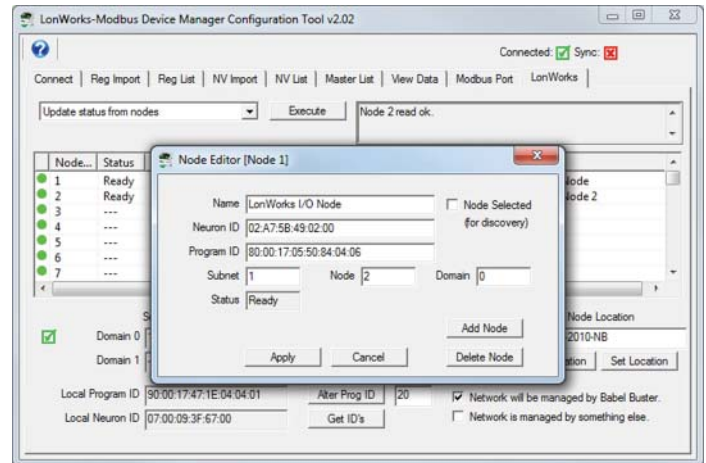 LonWorks-Modbus Device Manager Configuration Tool v2.02
Connected: Sync:
Connect Reg Import Reg List NV Import NV List Master List View Data Modbus Port LonWorks
Update status from nodes Execute Node 2 read ok.
Node... Status
1 Ready
2 Ready
3 ---
4 ---
5 ---
6 ---
7 ---
Node
Node 2
Node Editor [Node 1]
Name LonWorks I/O Node Node Selected
(for discovery)
Neuron ID 02:A7:5B:49:02:00
Program ID 80:00:17:05:50:84:04:06
Subnet 1 Node 2 Domain 0
Status Ready
Add Node
Apply Cancel Delete Node
Node Location
Domain 0 2010-NB
Domain 1 Set Location
Local Program ID 90:00:17:47:1E:04:04:01 Alter Prog ID 20 Network will be managed by Babel Buster.
Local Neuron ID 07:00:09:3F:67:00 Get ID's Network is managed by something else.